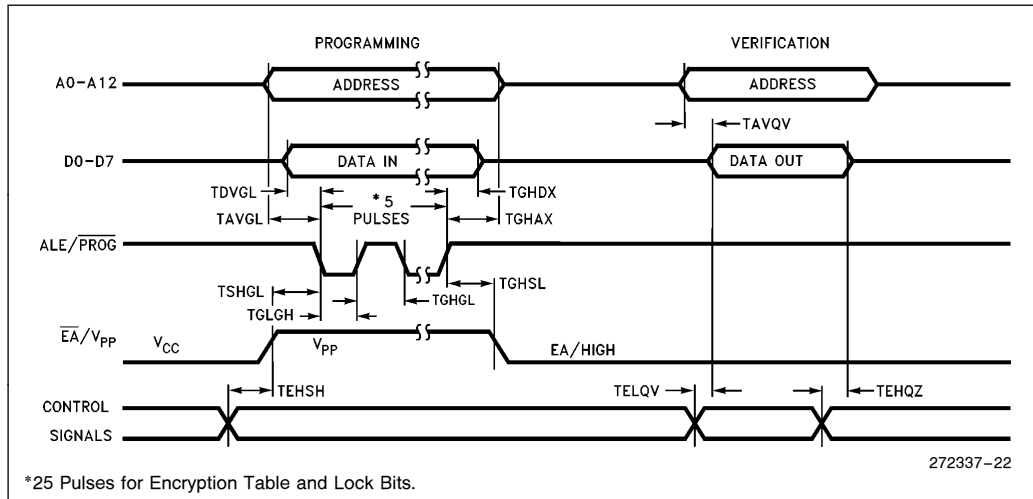 PROGRAMMING VERIFICATION
A0-A12 ADDRESS ADDRESS
TAVQV
D0-D7 DATA IN DATA OUT
TDVGL *5 TGHDX
TAVGL PULSES TGHAX
ALE/PROG
TSHGL TGHGL TGHSL
TGLGH
EA/VPP VCC VPP EA/HIGH
TEHSH TELQV TEHQZ
CONTROL
SIGNALS
272337-22
*25 Pulses for Encryption Table and Lock Bits.